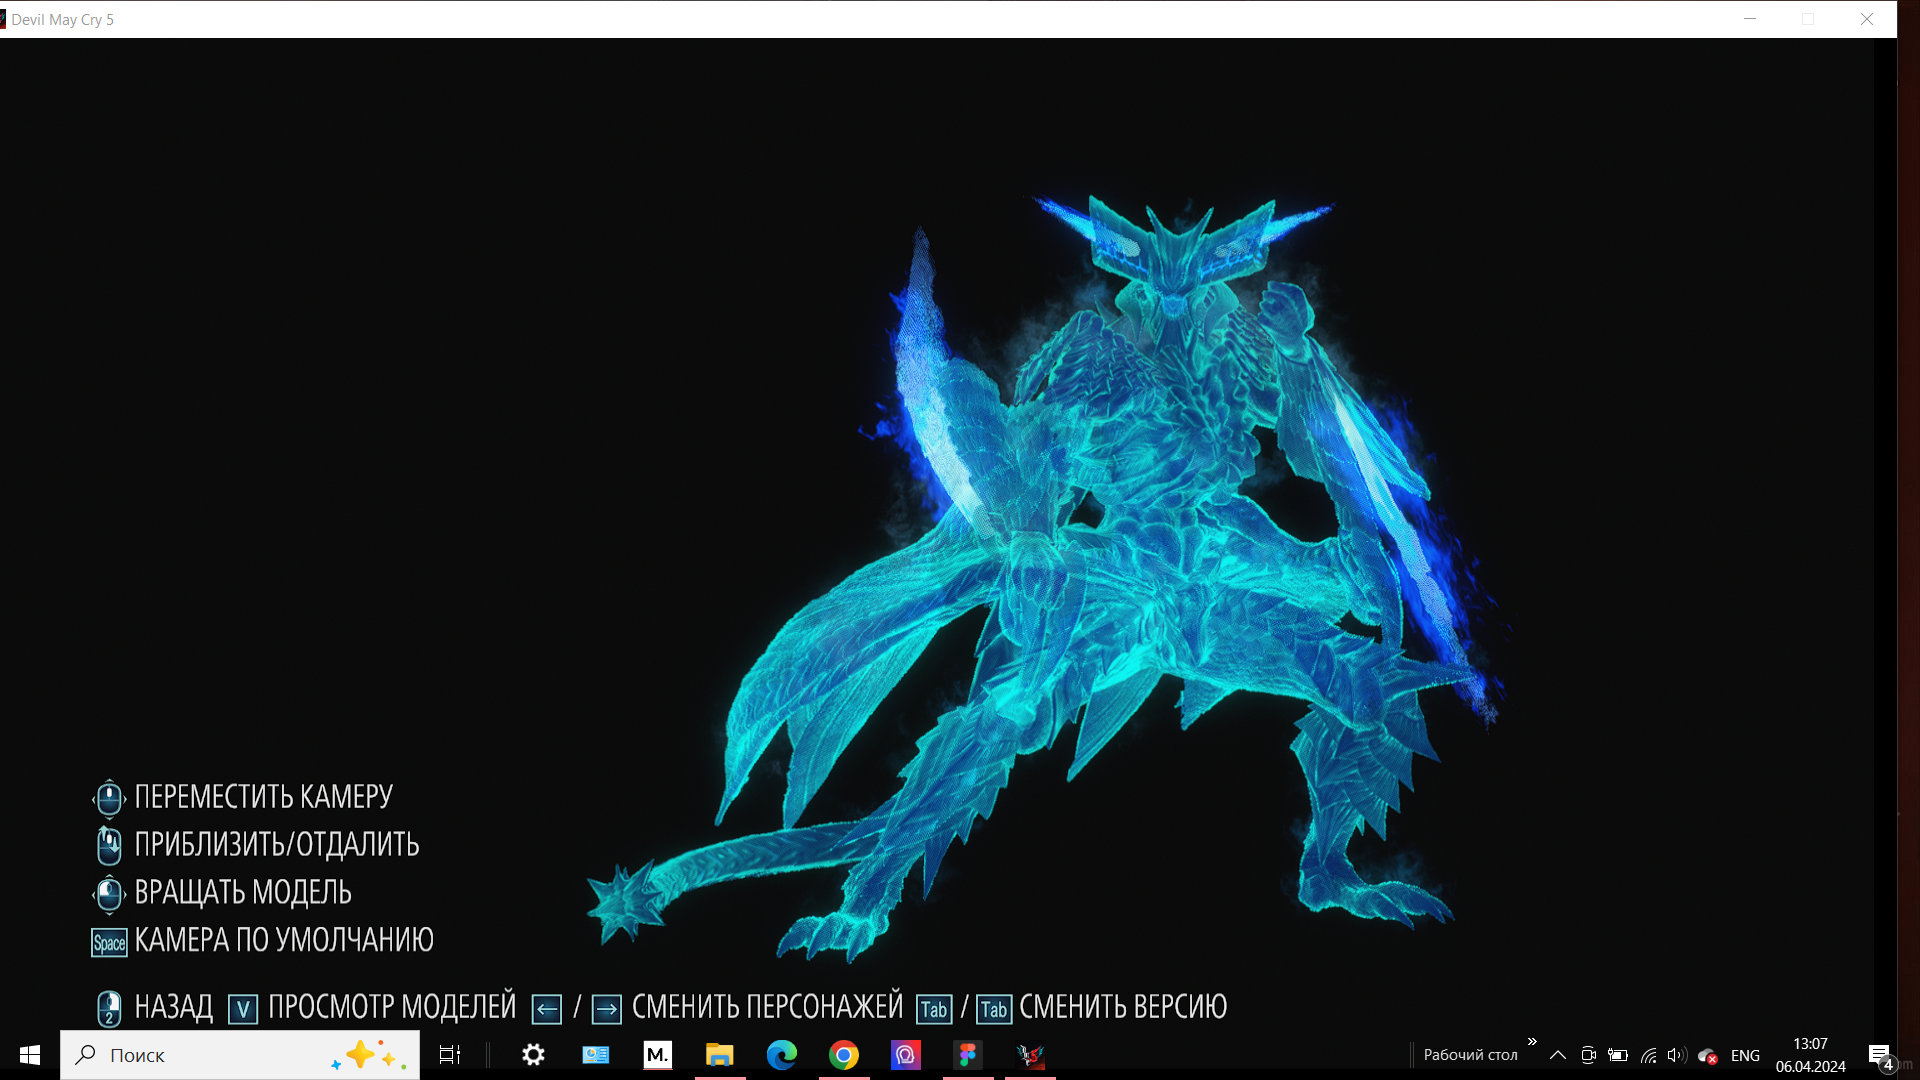 Devil May Cry 5
ПЕРЕМЕСТИТЬ КАМЕРУ
ПРИБЛИЗИТЬ/ОТДАЛИТЬ
ВРАЩАТЬ МОДЕЛЬ
Space КАМЕРА ПО УМОЛЧАНИЮ
2 НАЗАД V ПРОСМОТР МОДЕЛЕЙ ← / → СМЕНИТЬ ПЕРСОНАЖЕЙ Tab / Tab СМЕНИТЬ ВЕРСИЮ
Поиск M. Рабочий стол » ENG 13:07
06.04.2024 4